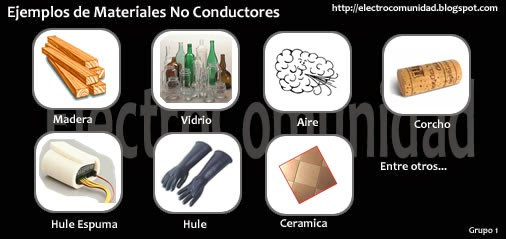 Ejemplos de Materiales No Conductores
http://electrocomunidad.blogspot.com/
ElectroComunidad
Madera
Vidrio
Aire
Corcho
Hule Espuma
Hule
Ceramica
Entre otros...
Grupo 1